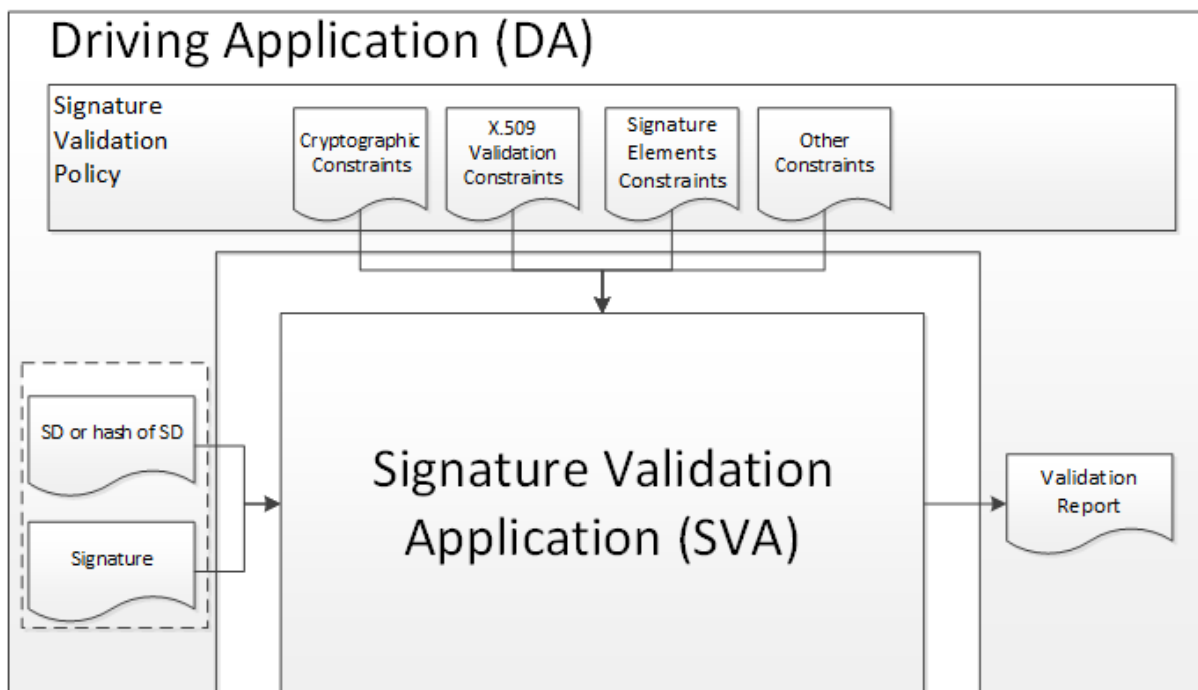 Driving Application (DA)
Signature
Validation
Policy
Cryptographic
Constraints
X.509
Validation
Constraints
Signature
Elements
Constraints
Other
Constraints
SD or hash of SD
Signature
Signature Validation
Application (SVA)
Validation
Report